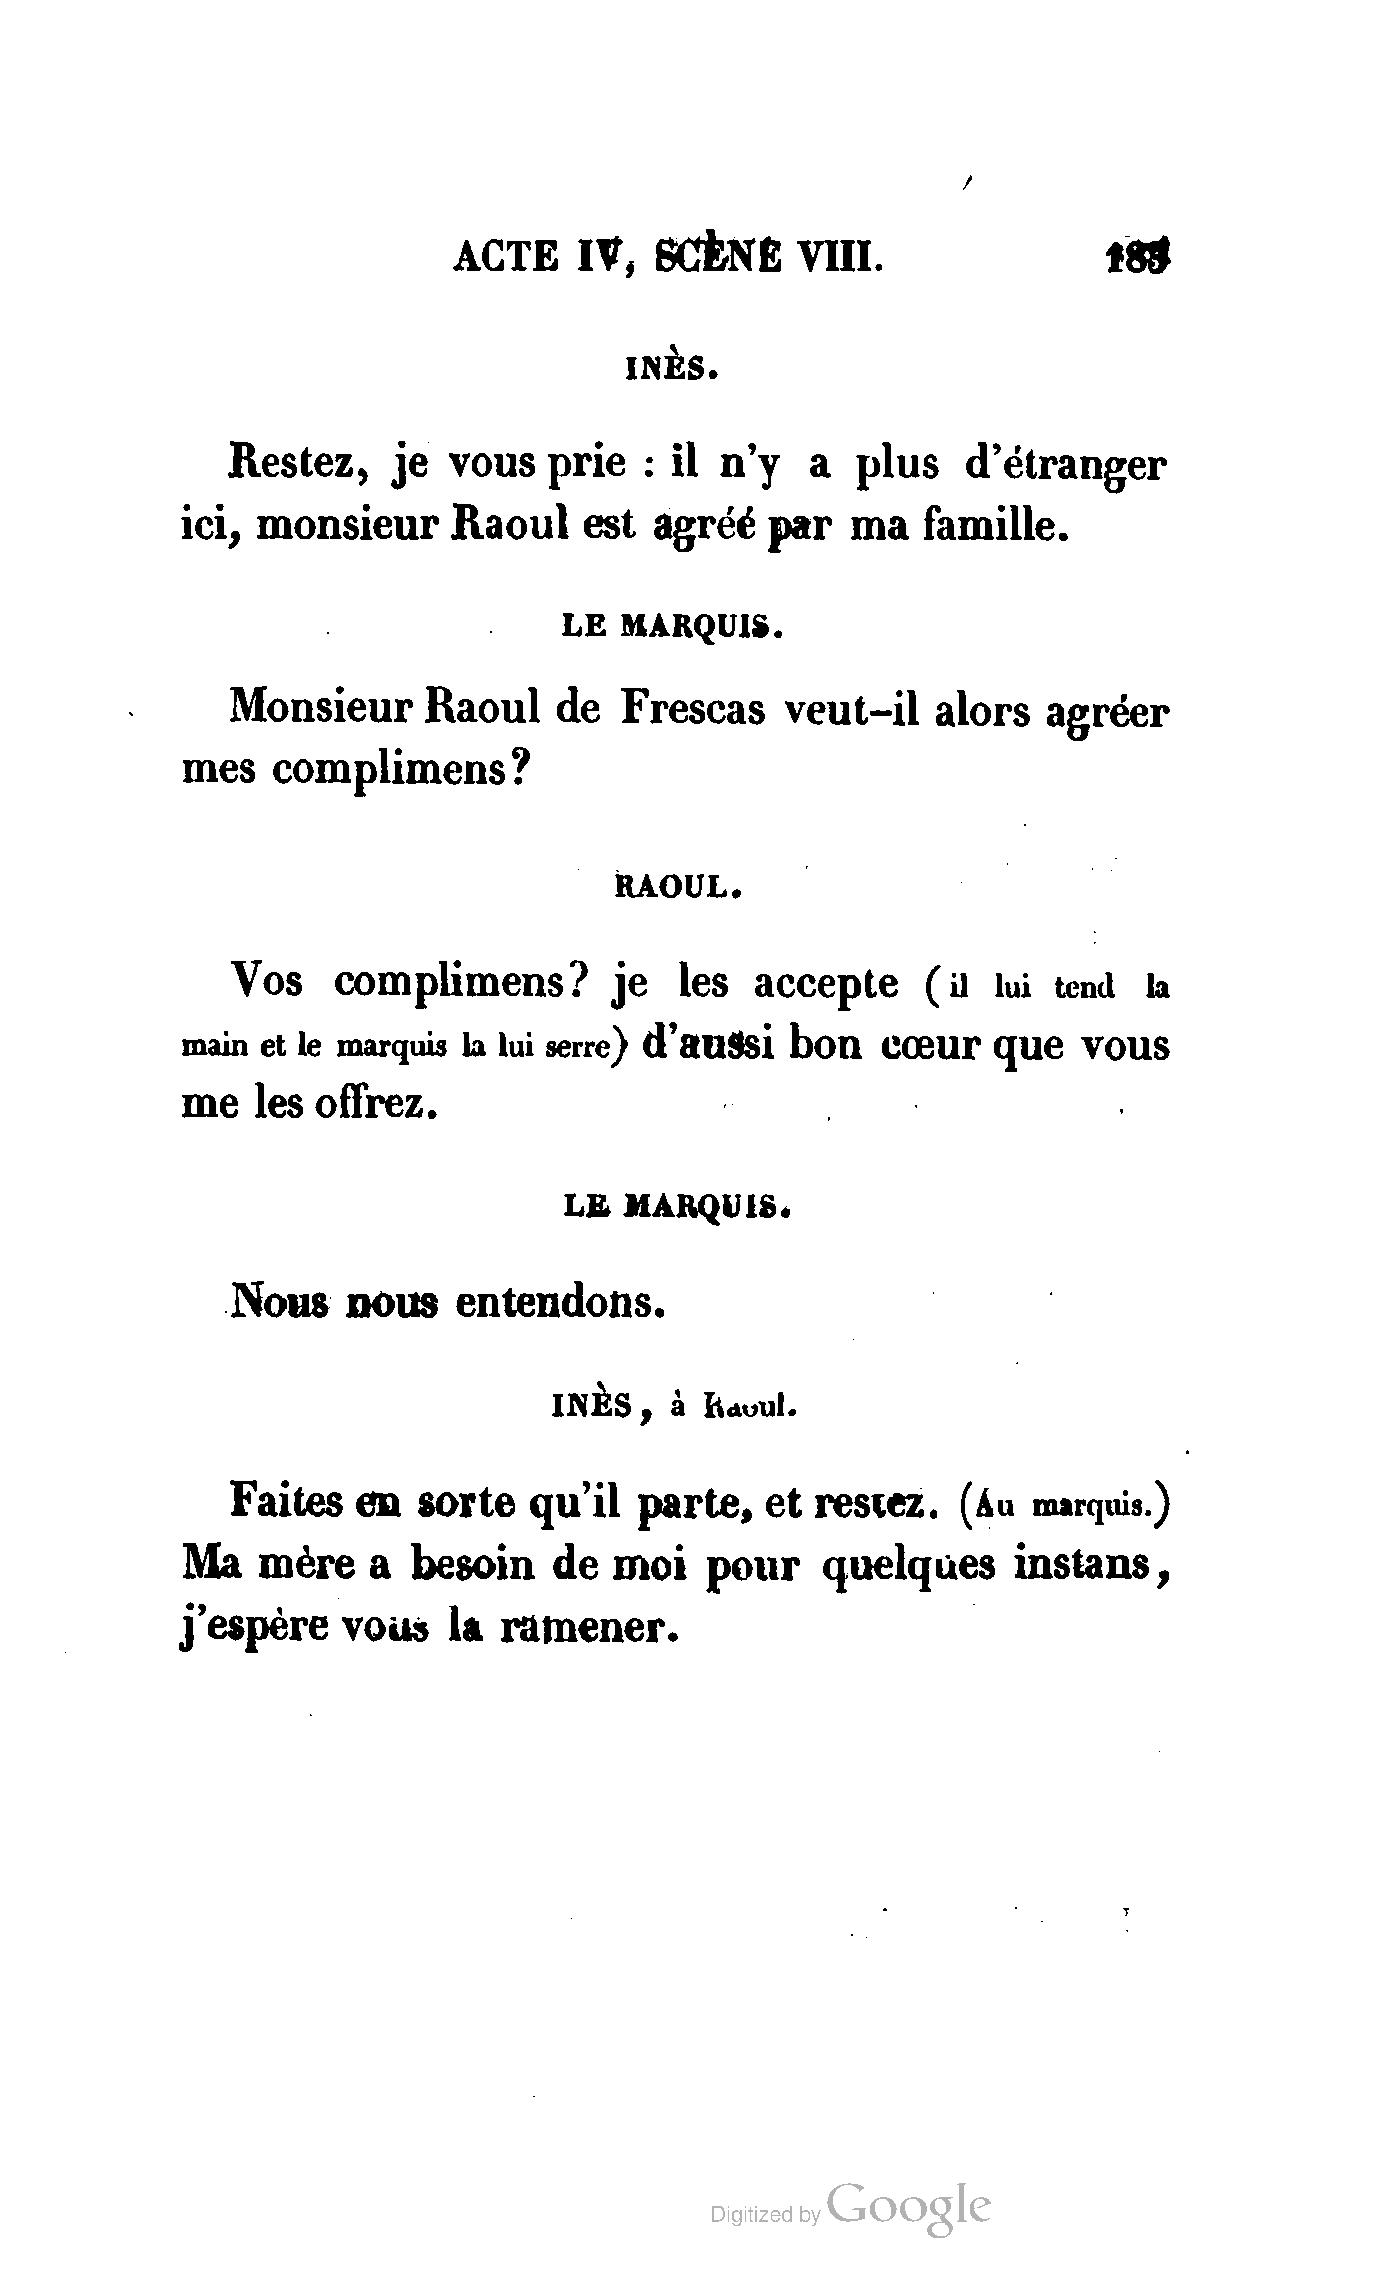 ACTE IV, SCÈNE VIII.
INÈS.
Restez, je vous prie : il n'y a plus d'étranger
ici, monsieur Raoul est agréé par ma famille.
LE MARQUIS.
Monsieur Raoul de Frescas veut-il alors agréer
mes complimens?
RAOUL.
Vos complimens? je les accepte (il lui tend la
main et le marquis la lui serre) d'aussi bon cœur que vous
me les offrez.
LE MARQUIS.
Nous nous entendons.
INÈS, à Raoul.
Faites en sorte qu'il parte, et restez. (Au marquis.)
Ma mère a besoin de moi pour quelques instans,
j'espère vous la ramener.
Digitized by Google